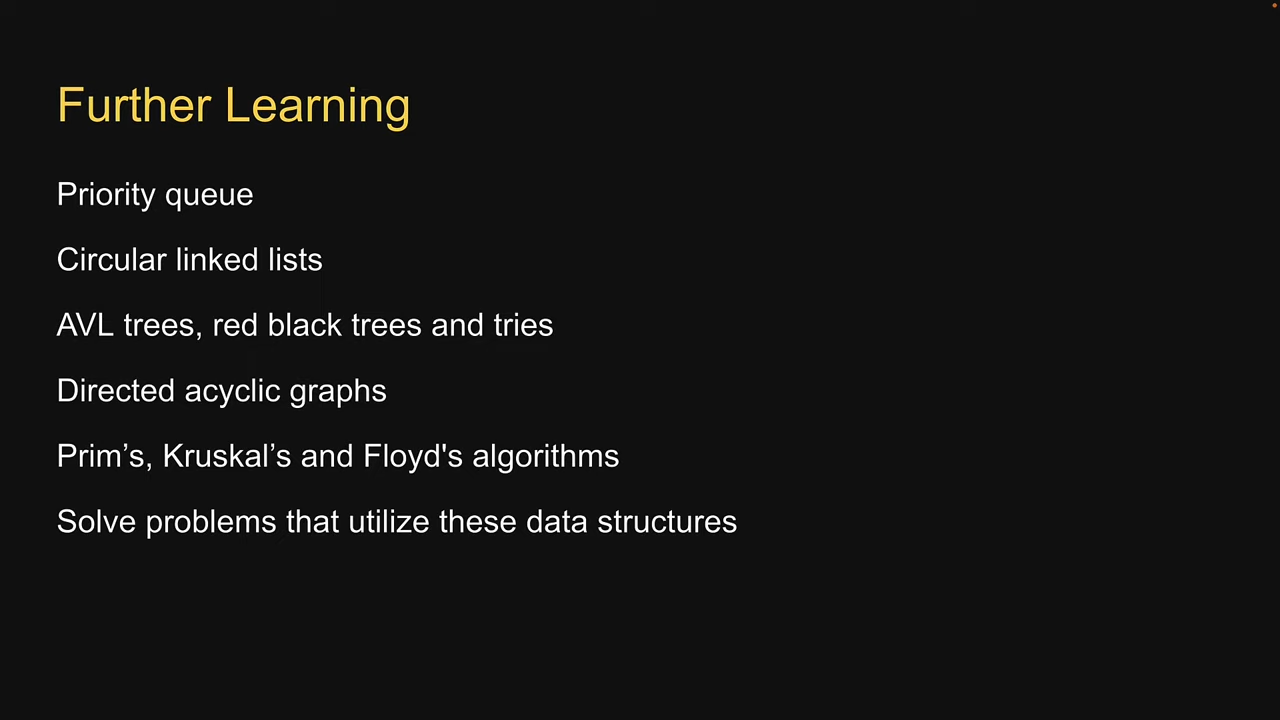 Further Learning
Priority queue
Circular linked lists
AVL trees, red black trees and tries
Directed acyclic graphs
Prim’s, Kruskal’s and Floyd's algorithms
Solve problems that utilize these data structures